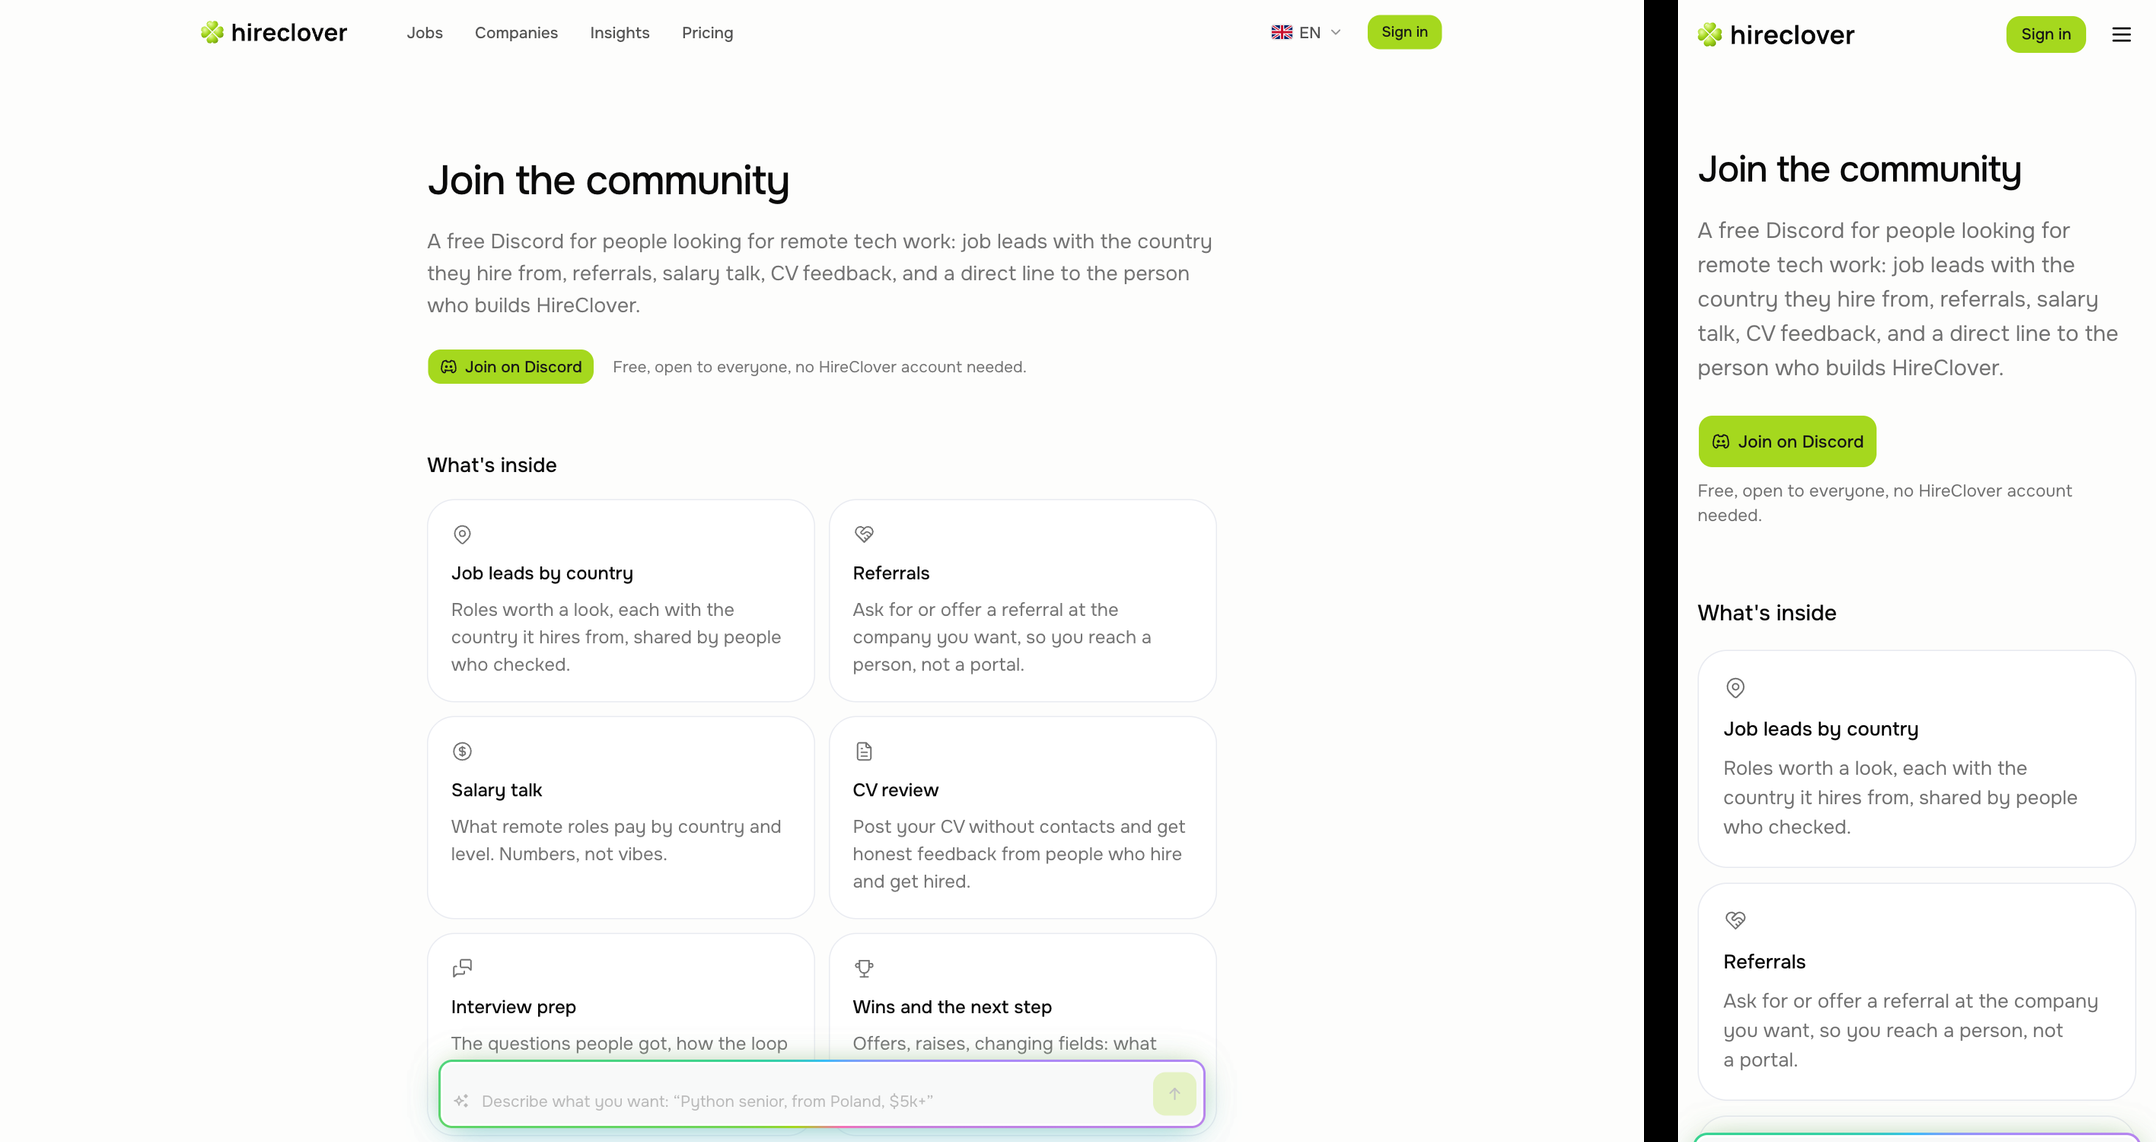 hireclover
Jobs
Companies
Insights
Pricing
EN
Sign in
Join the community
A free Discord for people looking for remote tech work: job leads with the country
they hire from, referrals, salary talk, CV feedback, and a direct line to the person
who builds HireClover.
Join on Discord
Free, open to everyone, no HireClover account needed.
What's inside
Job leads by country
Roles worth a look, each with the
country it hires from, shared by people
who checked.
Referrals
Ask for or offer a referral at the
company you want, so you reach a
person, not a portal.
Salary talk
What remote roles pay by country and
level. Numbers, not vibes.
CV review
Post your CV without contacts and get
honest feedback from people who hire
and get hired.
Interview prep
The questions people got, how the loop
Wins and the next step
Offers, raises, changing fields: what
Describe what you want: “Python senior, from Poland, $5k+”
hireclover
Sign in
Join the community
A free Discord for people looking for
remote tech work: job leads with the
country they hire from, referrals, salary
talk, CV feedback, and a direct line to the
person who builds HireClover.
Join on Discord
Free, open to everyone, no HireClover account
needed.
What's inside
Job leads by country
Roles worth a look, each with the
country it hires from, shared by people
who checked.
Referrals
Ask for or offer a referral at the company
you want, so you reach a person, not
a portal.